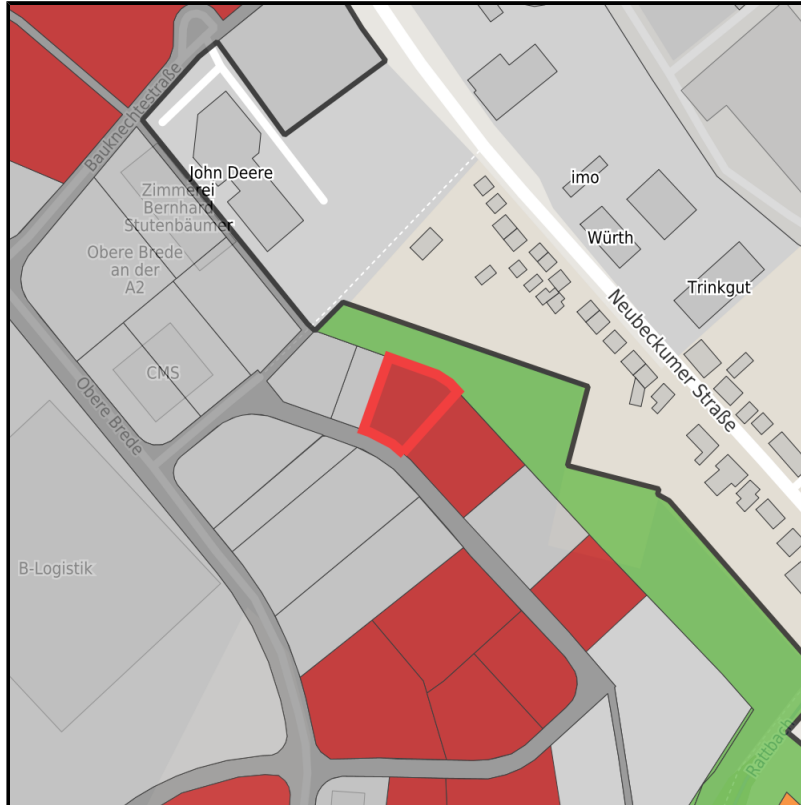 Bauknechtestraße
John Deere
Zimmerei
Bernhard
Stutenbäumer
Obere Brede
an der
A2
imo
Würth
Trinkgut
Neubeckumer Straße
CMS
Obere Brede
B-Logistik
Rattbach